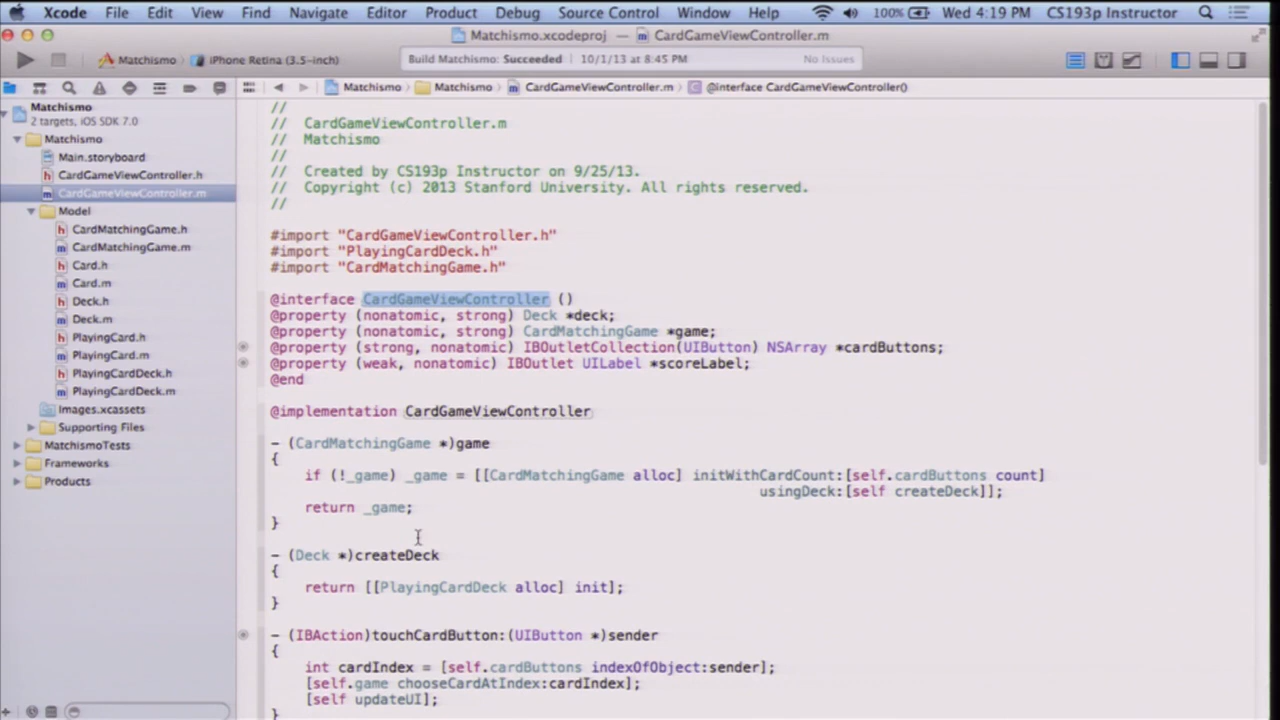 Xcode File Edit View Find Navigate Editor Product Debug Source Control Window Help 100% Wed 4:19 PM CS193p Instructor
Matchismo.xcodeproj — CardGameViewController.m
Matchismo iPhone Retina (3.5-inch) Build Matchismo: Succeeded 10/1/13 at 8:45 PM No Issues
Matchismo Matchismo CardGameViewController.m @interface CardGameViewController()
Matchismo
2 targets, iOS SDK 7.0
Matchismo
Main.storyboard
CardGameViewController.h
CardGameViewController.m
Model
CardMatchingGame.h
CardMatchingGame.m
Card.h
Card.m
Deck.h
Deck.m
PlayingCard.h
PlayingCard.m
PlayingCardDeck.h
PlayingCardDeck.m
Images.xcassets
Supporting Files
MatchismoTests
Frameworks
Products
//
// CardGameViewController.m
// Matchismo
//
// Created by CS193p Instructor on 9/25/13.
// Copyright (c) 2013 Stanford University. All rights reserved.
//
#import "CardGameViewController.h"
#import "PlayingCardDeck.h"
#import "CardMatchingGame.h"
@interface CardGameViewController ()
@property (nonatomic, strong) Deck *deck;
@property (nonatomic, strong) CardMatchingGame *game;
@property (strong, nonatomic) IBOutletCollection(UIButton) NSArray *cardButtons;
@property (weak, nonatomic) IBOutlet UILabel *scoreLabel;
@end
@implementation CardGameViewController
- (CardMatchingGame *)game
{
if (!_game) _game = [[CardMatchingGame alloc] initWithCardCount:[self.cardButtons count]
usingDeck:[self createDeck]];
return _game;
}
- (Deck *)createDeck
{
return [[PlayingCardDeck alloc] init];
}
- (IBAction)touchCardButton:(UIButton *)sender
{
int cardIndex = [self.cardButtons indexOfObject:sender];
[self.game chooseCardAtIndex:cardIndex];
[self updateUI];
}